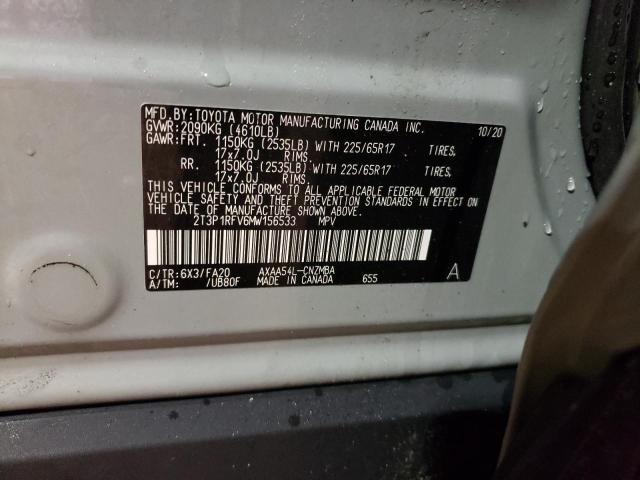 MFD.BY:TOYOTA MOTOR MANUFACTURING CANADA INC. 10/20
GVWR:2090KG (4610LB)
GAWR:FRT. 1150KG (2535LB) WITH 225/65R17 TIRES,
17x7.0J RIMS,
RR. 1150KG (2535LB) WITH 225/65R17 TIRES,
17x7.0J RIMS,
THIS VEHICLE CONFORMS TO ALL APPLICABLE FEDERAL MOTOR
VEHICLE SAFETY AND THEFT PREVENTION STANDARDS IN EFFECT ON
THE DATE OF MANUFACTURE SHOWN ABOVE.
2T3P1RFV6MW156533 MPV
C/TR:6X3/FA20 AXAA54L-CNZMBA A
A/TM: /UB80F MADE IN CANADA 655